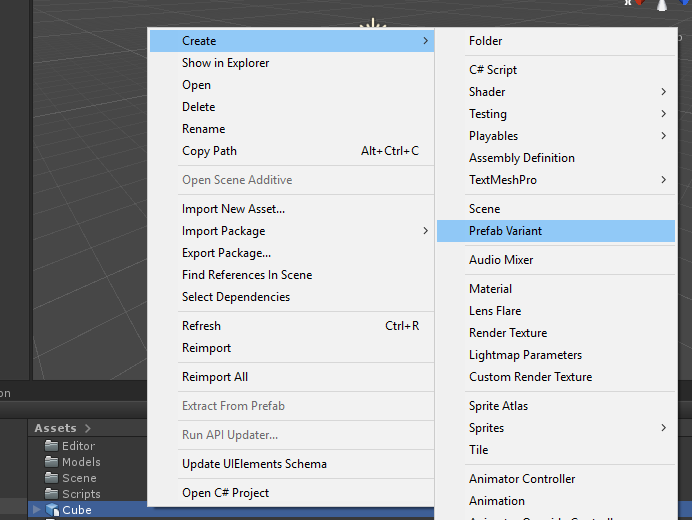 Create
Show in Explorer
Open
Delete
Rename
Copy Path Alt+Ctrl+C
Open Scene Additive
Import New Asset...
Import Package
Export Package...
Find References In Scene
Select Dependencies
Refresh Ctrl+R
Reimport
Reimport All
Extract From Prefab
Run API Updater...
Update UIElements Schema
Open C# Project
Folder
C# Script
Shader
Testing
Playables
Assembly Definition
TextMeshPro
Scene
Prefab Variant
Audio Mixer
Material
Lens Flare
Render Texture
Lightmap Parameters
Custom Render Texture
Sprite Atlas
Sprites
Tile
Animator Controller
Animation
Assets
Editor
Models
Scene
Scripts
Cube